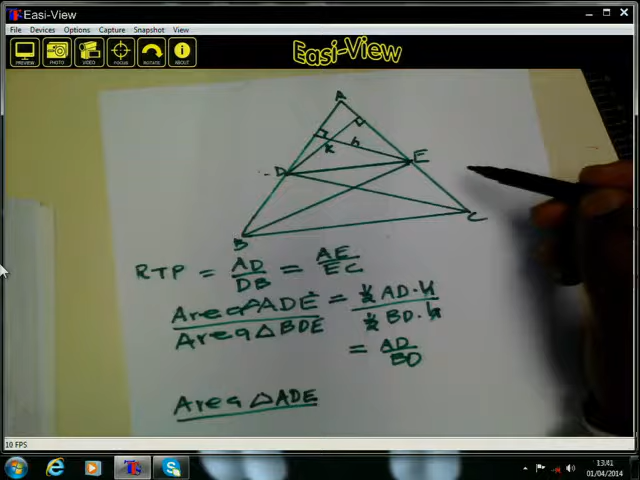 Easi-View
File Devices Options Capture Snapshot View
PREVIEW PHOTO VIDEO FOCUS ROTATE ABOUT
Easi-View
A
h
E
D
C
B
RTP = AD/DB = AE/EC
Area△ADE / Area△BDE = ½ AD·h / ½ BD·h
= AD/BD
Area △ADE
10 FPS
13:41
01/04/2014